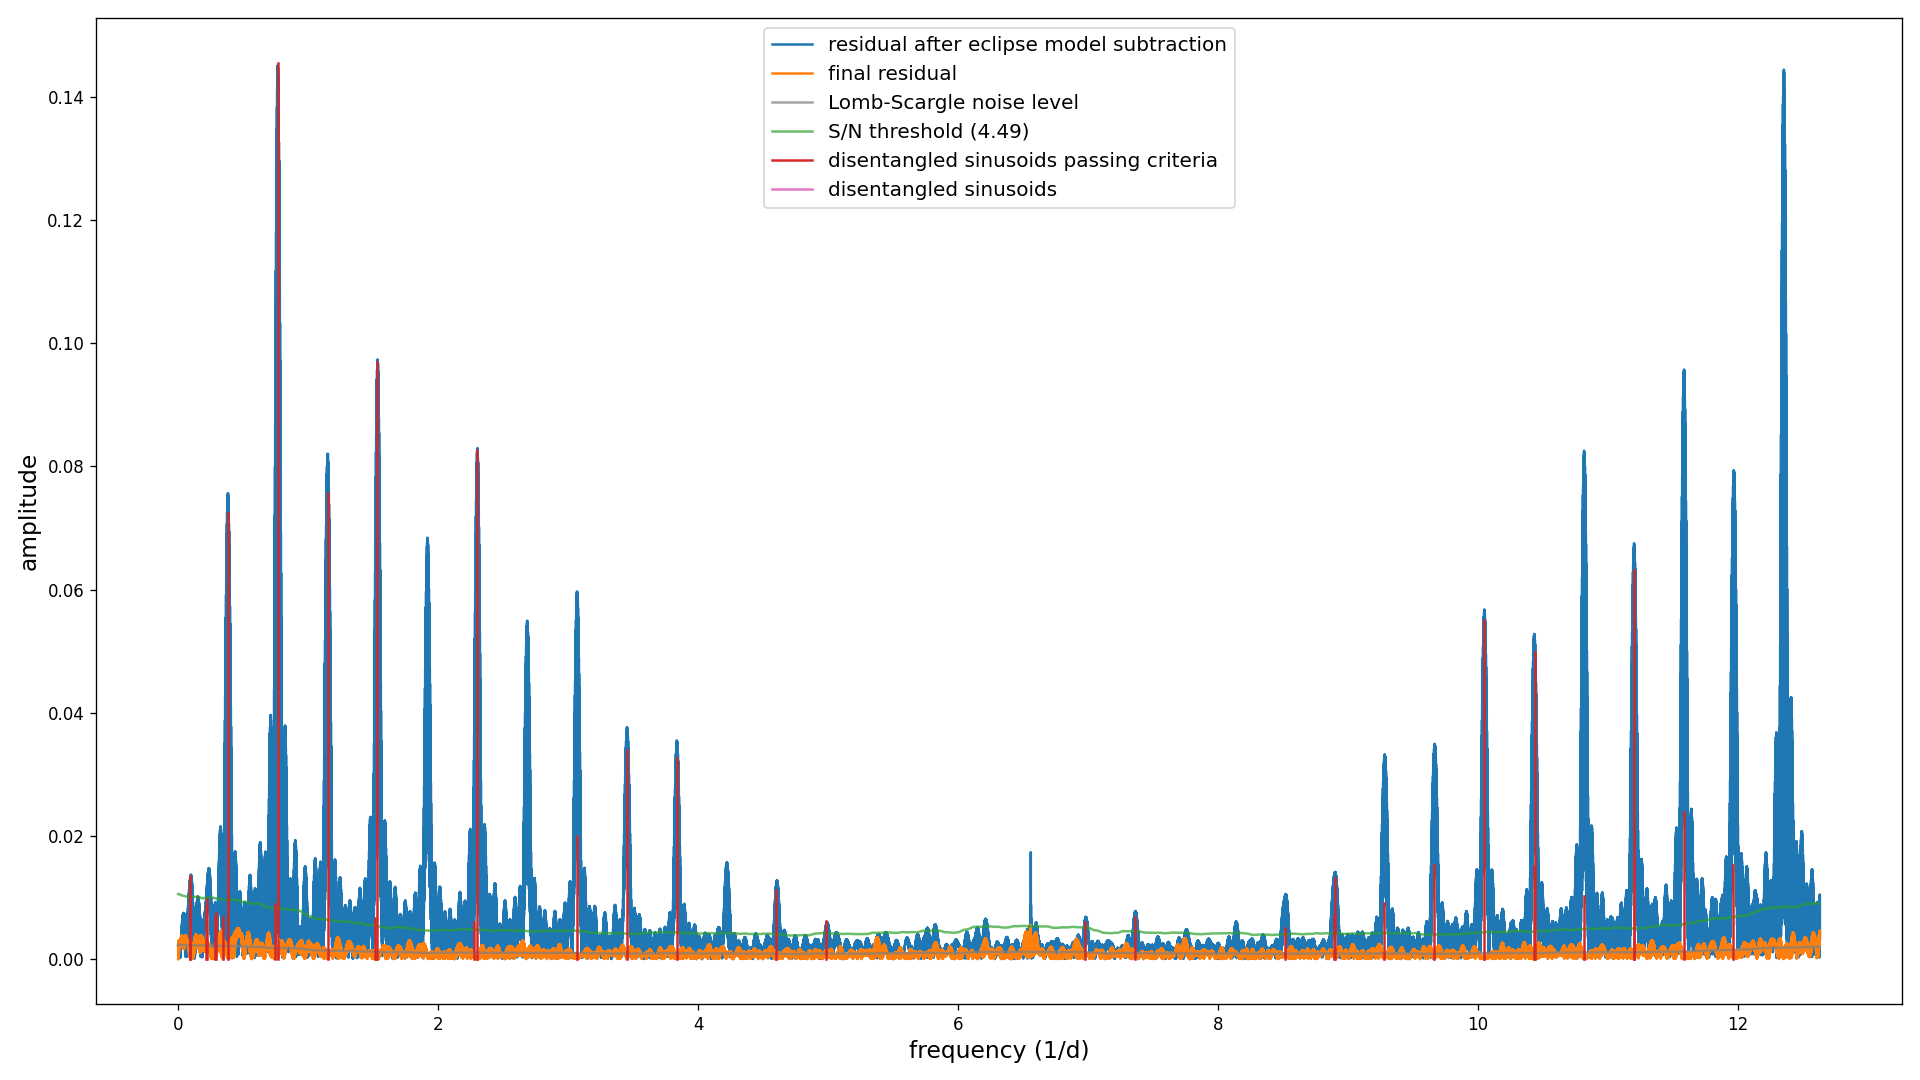 residual after eclipse model subtraction
final residual
Lomb-Scargle noise level
S/N threshold (4.49)
disentangled sinusoids passing criteria
disentangled sinusoids
amplitude
0.14
0.12
0.10
0.08
0.06
0.04
0.02
0.00
0 2 4 6 8 10 12
frequency (1/d)